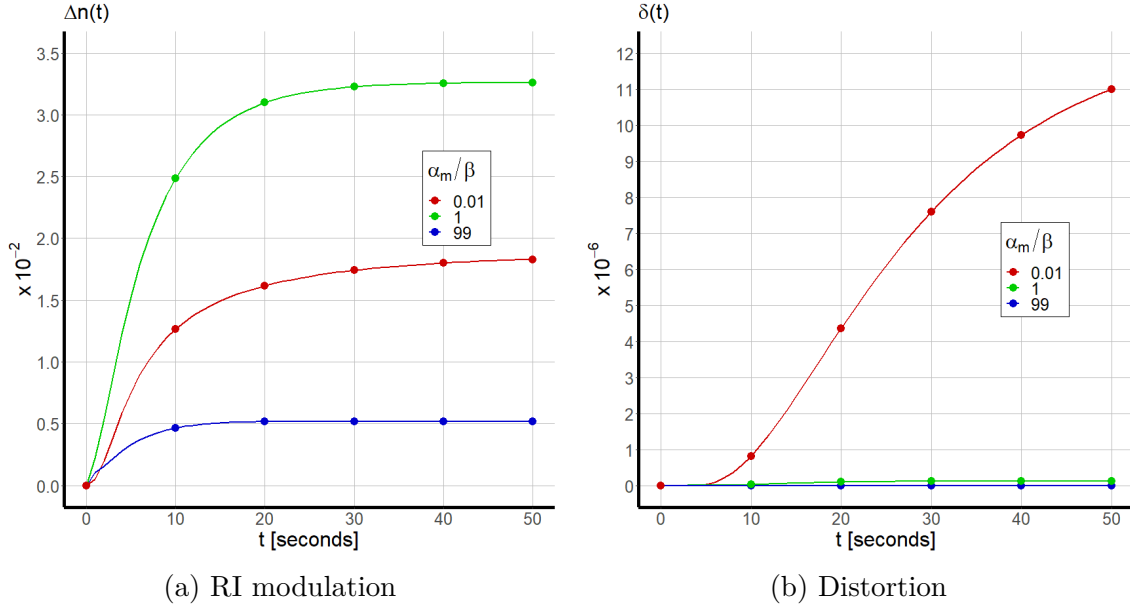 Δn(t)
3.5
3.0
2.5
2.0
1.5
1.0
0.5
0.0
x 10⁻²
αₘ/β
0.01
1
99
0 10 20 30 40 50
t [seconds]
(a) RI modulation
δ(t)
12
11
10
9
8
7
6
5
4
3
2
1
0
x 10⁻⁶
αₘ/β
0.01
1
99
0 10 20 30 40 50
t [seconds]
(b) Distortion